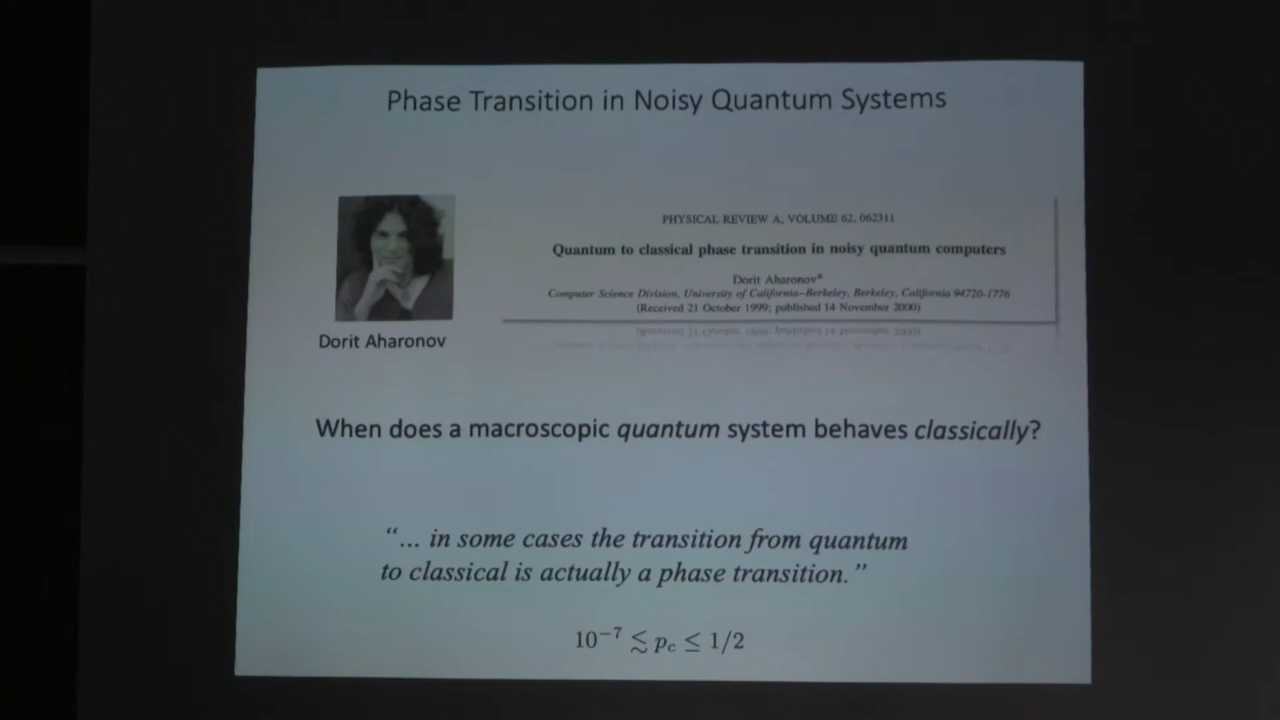 Phase Transition in Noisy Quantum Systems
PHYSICAL REVIEW A, VOLUME 62, 062311
Quantum to classical phase transition in noisy quantum computers
Dorit Aharonov*
Computer Science Division, University of California–Berkeley, Berkeley, California 94720-1776
(Received 21 October 1999; published 14 November 2000)
Dorit Aharonov
When does a macroscopic quantum system behaves classically?
“... in some cases the transition from quantum
to classical is actually a phase transition.”
10⁻⁷ ≲ p_c ≤ 1/2